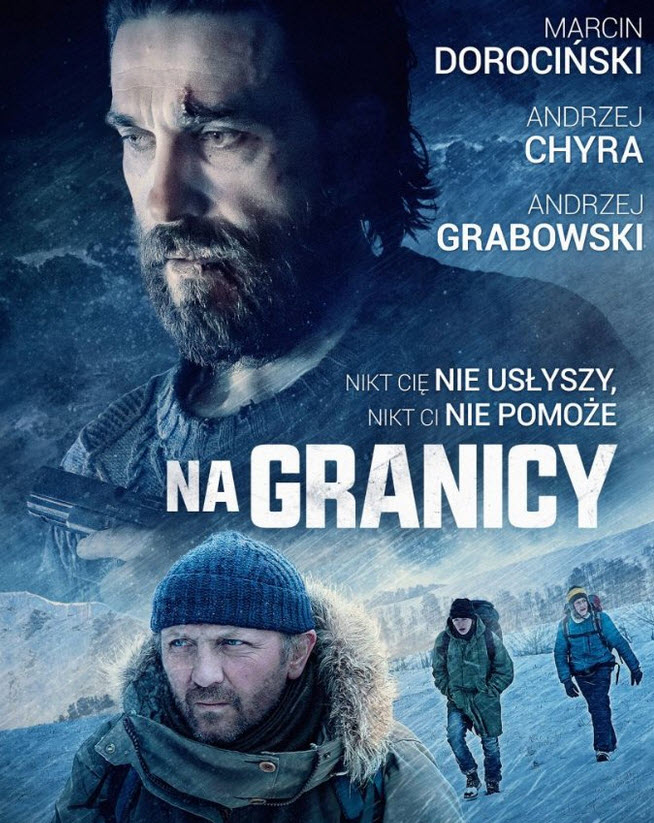 MARCIN
DOROCIŃSKI
ANDRZEJ
CHYRA
ANDRZEJ
GRABOWSKI
NIKT CIĘ NIE USŁYSZY,
NIKT CI NIE POMOŻE
NA GRANICY